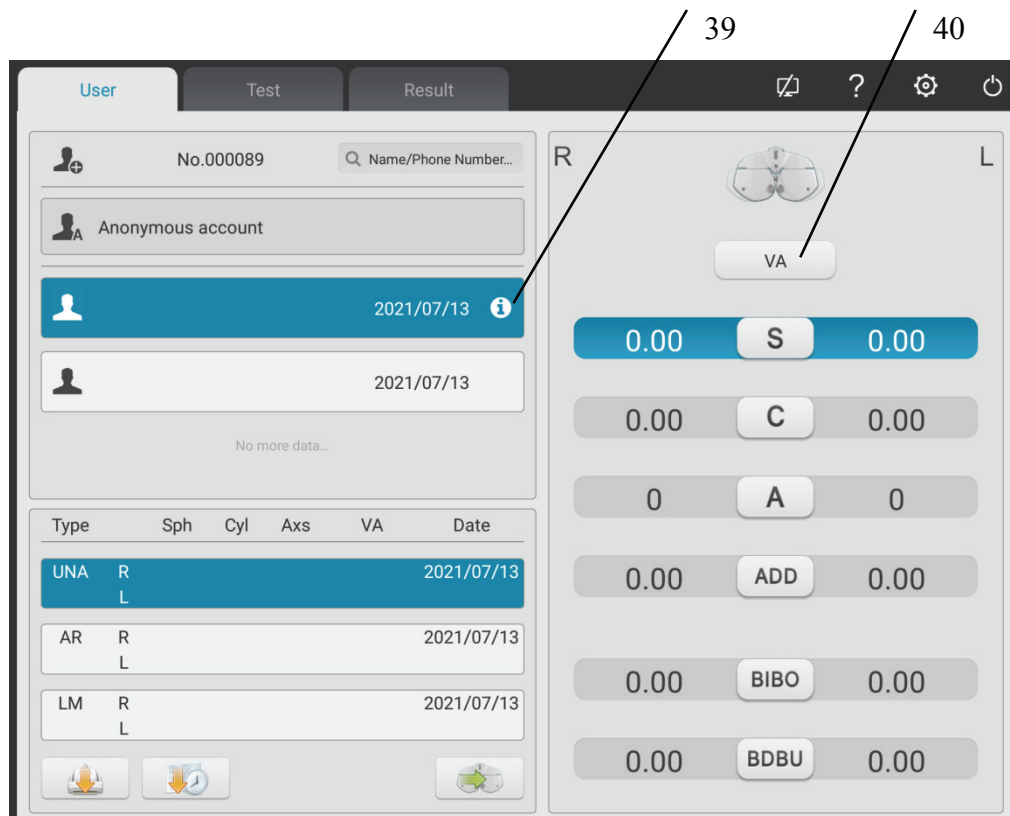 39
40
User
Test
Result
?
No.000089
Name/Phone Number...
A
Anonymous account
2021/07/13
2021/07/13
No more data...
Type Sph Cyl Axs VA Date
UNA R 2021/07/13
L
AR R 2021/07/13
L
LM R 2021/07/13
L
R L
VA
0.00 S 0.00
0.00 C 0.00
0 A 0
0.00 ADD 0.00
0.00 BIBO 0.00
0.00 BDBU 0.00